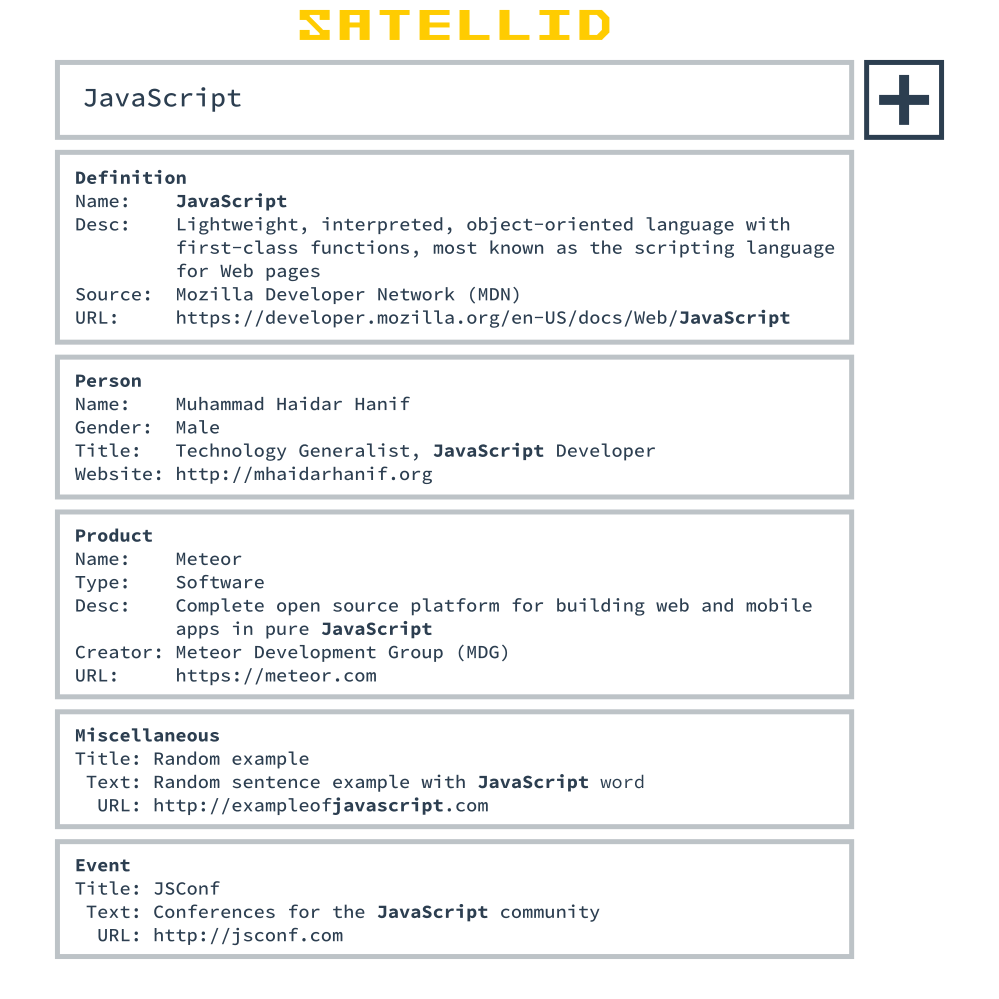 SATELLID
JavaScript
Definition
Name: JavaScript
Desc: Lightweight, interpreted, object-oriented language with
first-class functions, most known as the scripting language
for Web pages
Source: Mozilla Developer Network (MDN)
URL: https://developer.mozilla.org/en-US/docs/Web/JavaScript
Person
Name: Muhammad Haidar Hanif
Gender: Male
Title: Technology Generalist, JavaScript Developer
Website: http://mhaidarhanif.org
Product
Name: Meteor
Type: Software
Desc: Complete open source platform for building web and mobile
apps in pure JavaScript
Creator: Meteor Development Group (MDG)
URL: https://meteor.com
Miscellaneous
Title: Random example
Text: Random sentence example with JavaScript word
URL: http://exampleofjavascript.com
Event
Title: JSConf
Text: Conferences for the JavaScript community
URL: http://jsconf.com